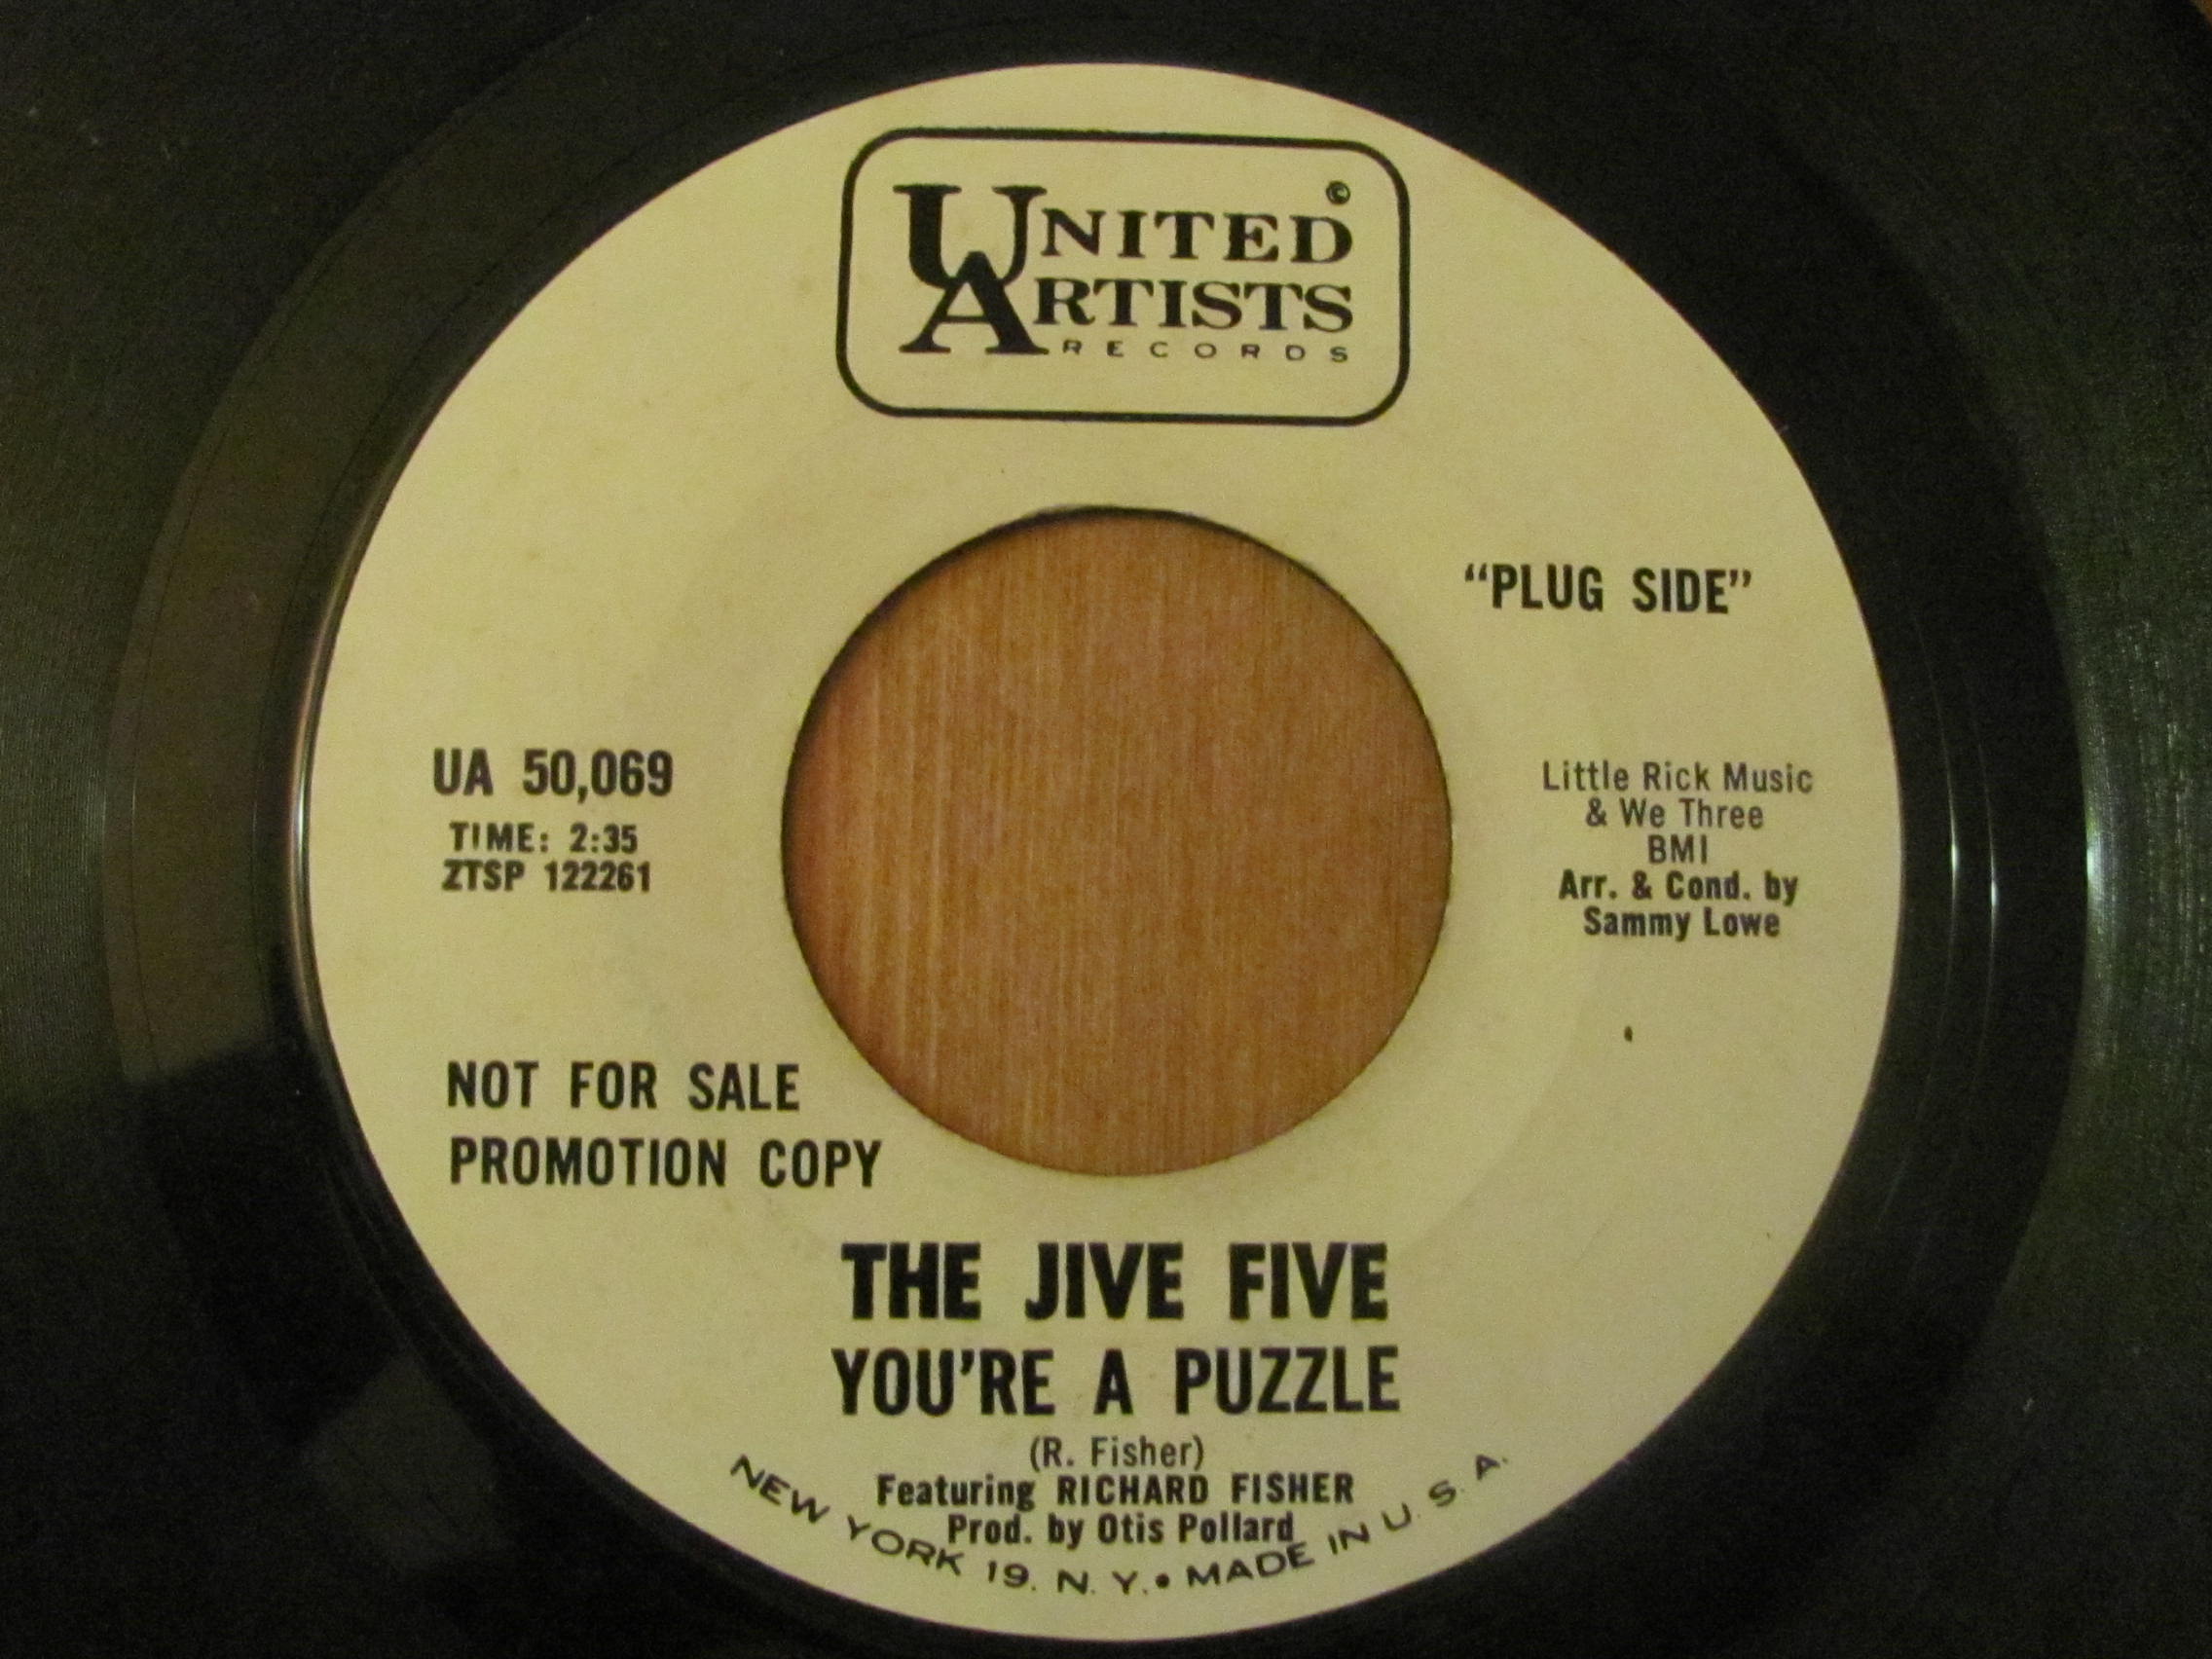 UNITED ©
ARTISTS
RECORDS
"PLUG SIDE"
UA 50,069
TIME: 2:35
ZTSP 122261
Little Rick Music
& We Three
BMI
Arr. & Cond. by
Sammy Lowe
NOT FOR SALE
PROMOTION COPY
THE JIVE FIVE
YOU'RE A PUZZLE
(R. Fisher)
Featuring RICHARD FISHER
Prod. by Otis Pollard
NEW YORK 19. N. Y. • MADE IN U. S. A.